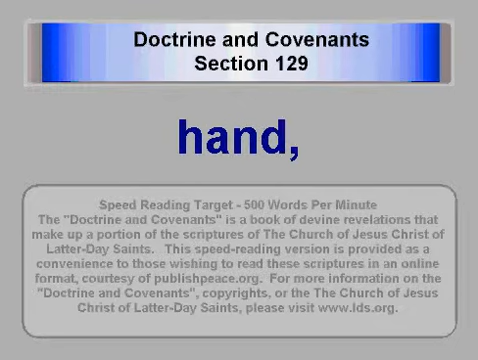 Doctrine and Covenants
Section 129
hand,
Speed Reading Target - 500 Words Per Minute
The "Doctrine and Covenants" is a book of devine revelations that
make up a portion of the scriptures of The Church of Jesus Christ of
Latter-Day Saints. This speed-reading version is provided as a
convenience to those wishing to read these scriptures in an online
format, courtesy of publishpeace.org. For more information on the
"Doctrine and Covenants", copyrights, or the The Church of Jesus
Christ of Latter-Day Saints, please visit www.lds.org.